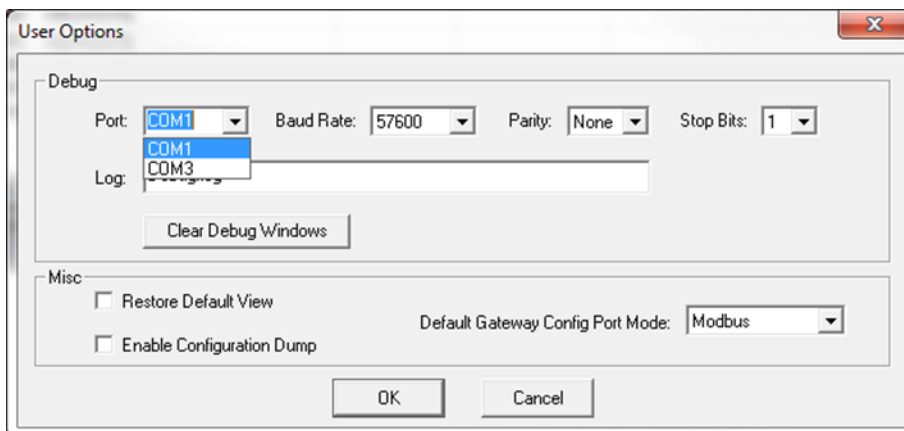 User Options
Debug
Port: COM1 Baud Rate: 57600 Parity: None Stop Bits: 1
COM1
COM3
Log:
Clear Debug Windows
Misc
Restore Default View
Default Gateway Config Port Mode: Modbus
Enable Configuration Dump
OK Cancel